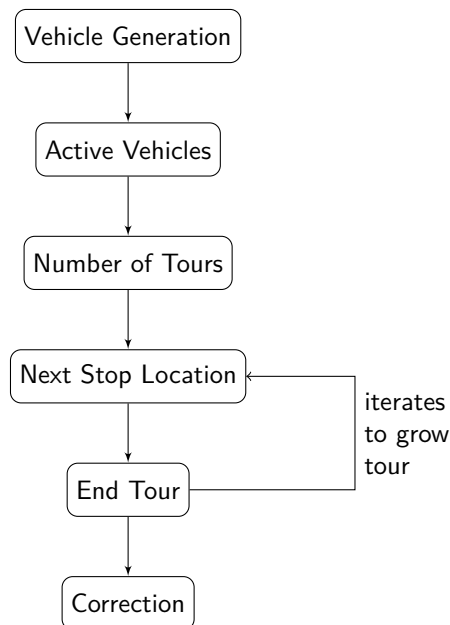 Vehicle Generation
Active Vehicles
Number of Tours
Next Stop Location
iterates
to grow
tour
End Tour
Correction